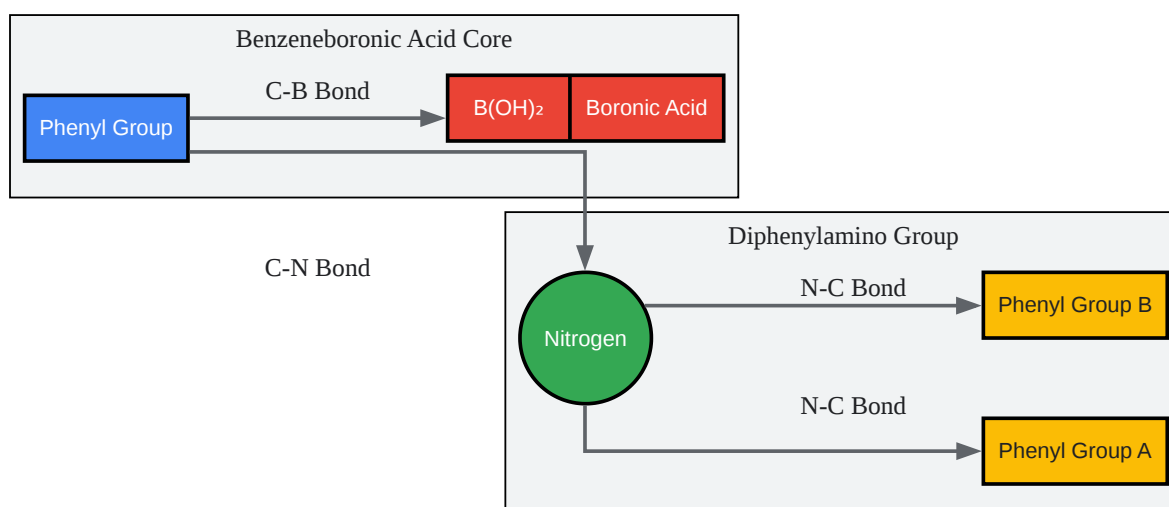 Benzeneboronic Acid Core
C-B Bond
Phenyl Group
B(OH)₂
Boronic Acid
Diphenylamino Group
C-N Bond
N-C Bond
Phenyl Group B
Nitrogen
N-C Bond
Phenyl Group A